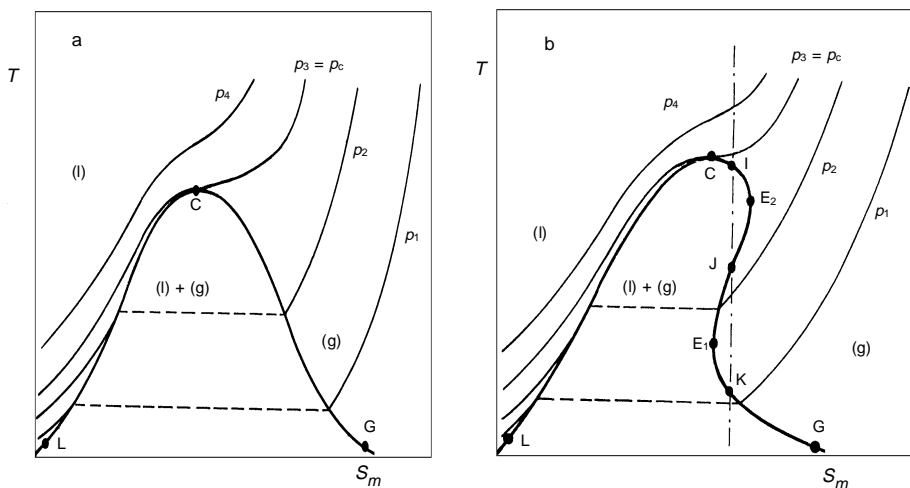 a
T
p4
p3 = pc
p2
p1
(l)
C
(l) + (g)
(g)
L
G
Sm
b
T
p4
p3 = pc
p2
p1
(l)
C
I
E2
J
(l) + (g)
E1
K
(g)
L
G
Sm